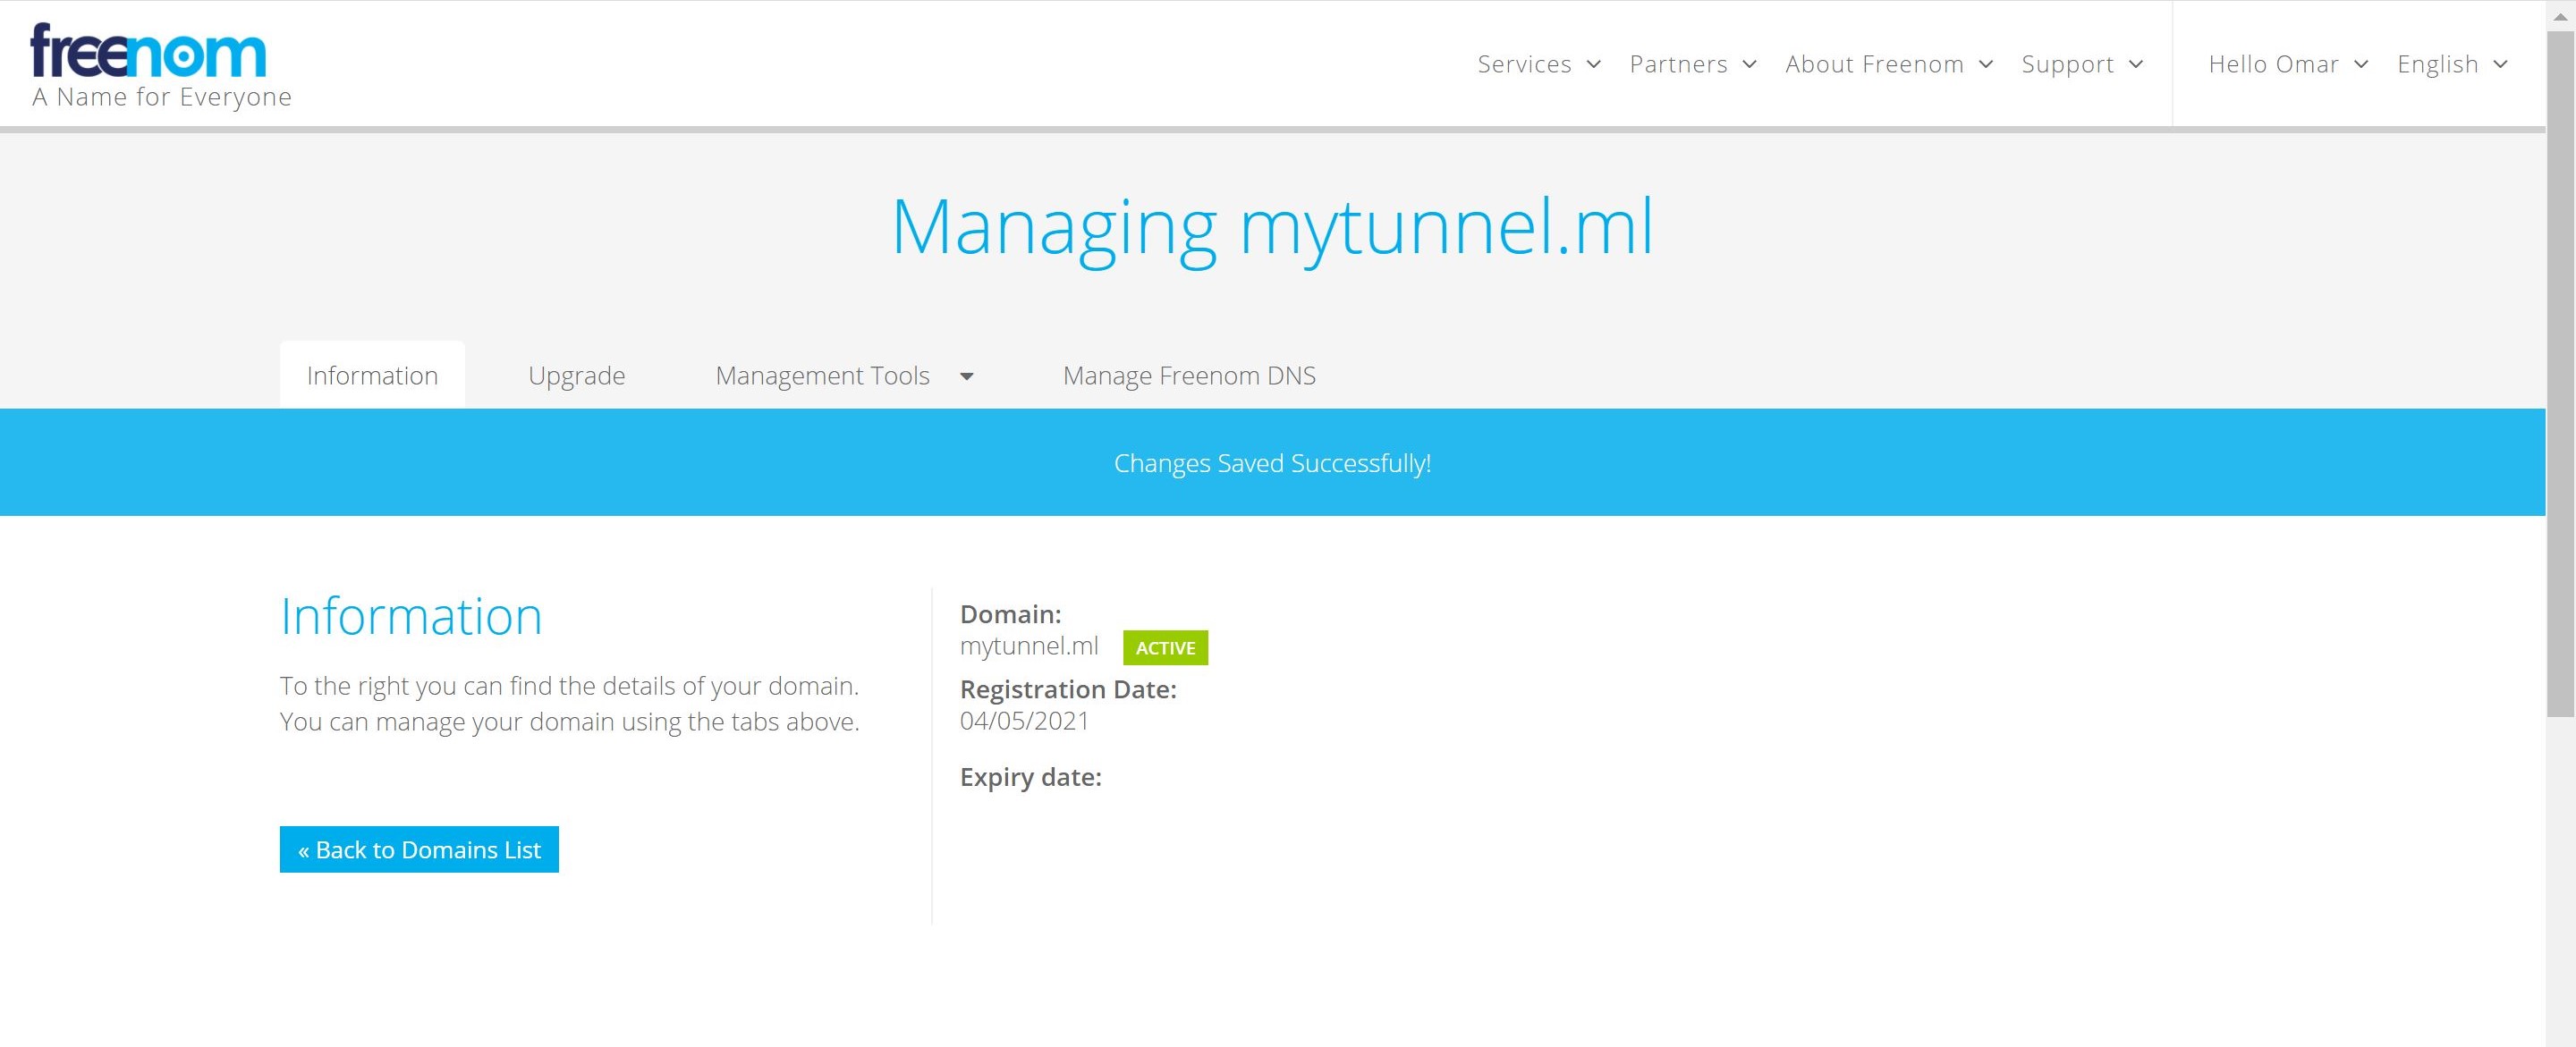 freenom
A Name for Everyone
Services Partners About Freenom Support Hello Omar English
Managing mytunnel.ml
Information Upgrade Management Tools Manage Freenom DNS
Changes Saved Successfully!
Information
To the right you can find the details of your domain.
You can manage your domain using the tabs above.
« Back to Domains List
Domain:
mytunnel.ml ACTIVE
Registration Date:
04/05/2021
Expiry date: